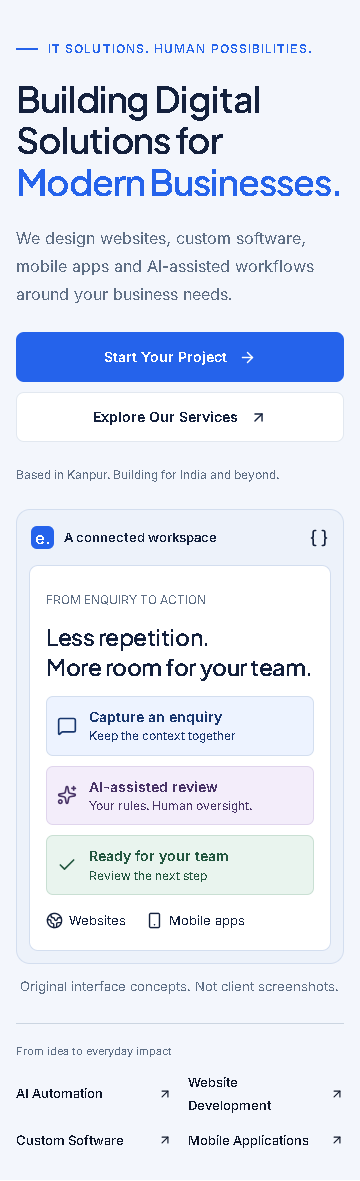 IT SOLUTIONS. HUMAN POSSIBILITIES.
Building Digital
Solutions for
Modern Businesses.
We design websites, custom software,
mobile apps and AI-assisted workflows
around your business needs.
Start Your Project
Explore Our Services
Based in Kanpur. Building for India and beyond.
e. A connected workspace {}
FROM ENQUIRY TO ACTION
Less repetition.
More room for your team.
Capture an enquiry
Keep the context together
AI-assisted review
Your rules. Human oversight.
Ready for your team
Review the next step
Websites Mobile apps
Original interface concepts. Not client screenshots.
From idea to everyday impact
AI Automation
Website
Development
Custom Software
Mobile Applications